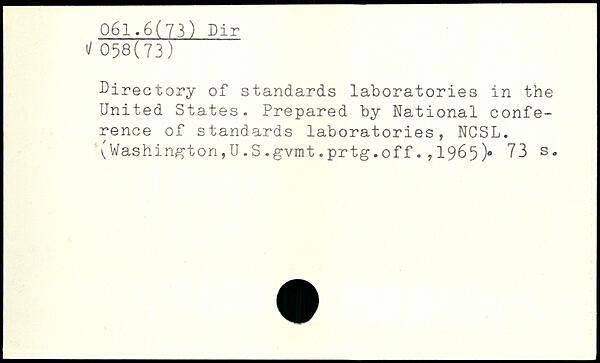 061.6(73) Dir
√ 058(73)
Directory of standards laboratories in the
United States. Prepared by National confe-
rence of standards laboratories, NCSL.
(Washington,U.S.gvmt.prtg.off.,1965). 73 s.